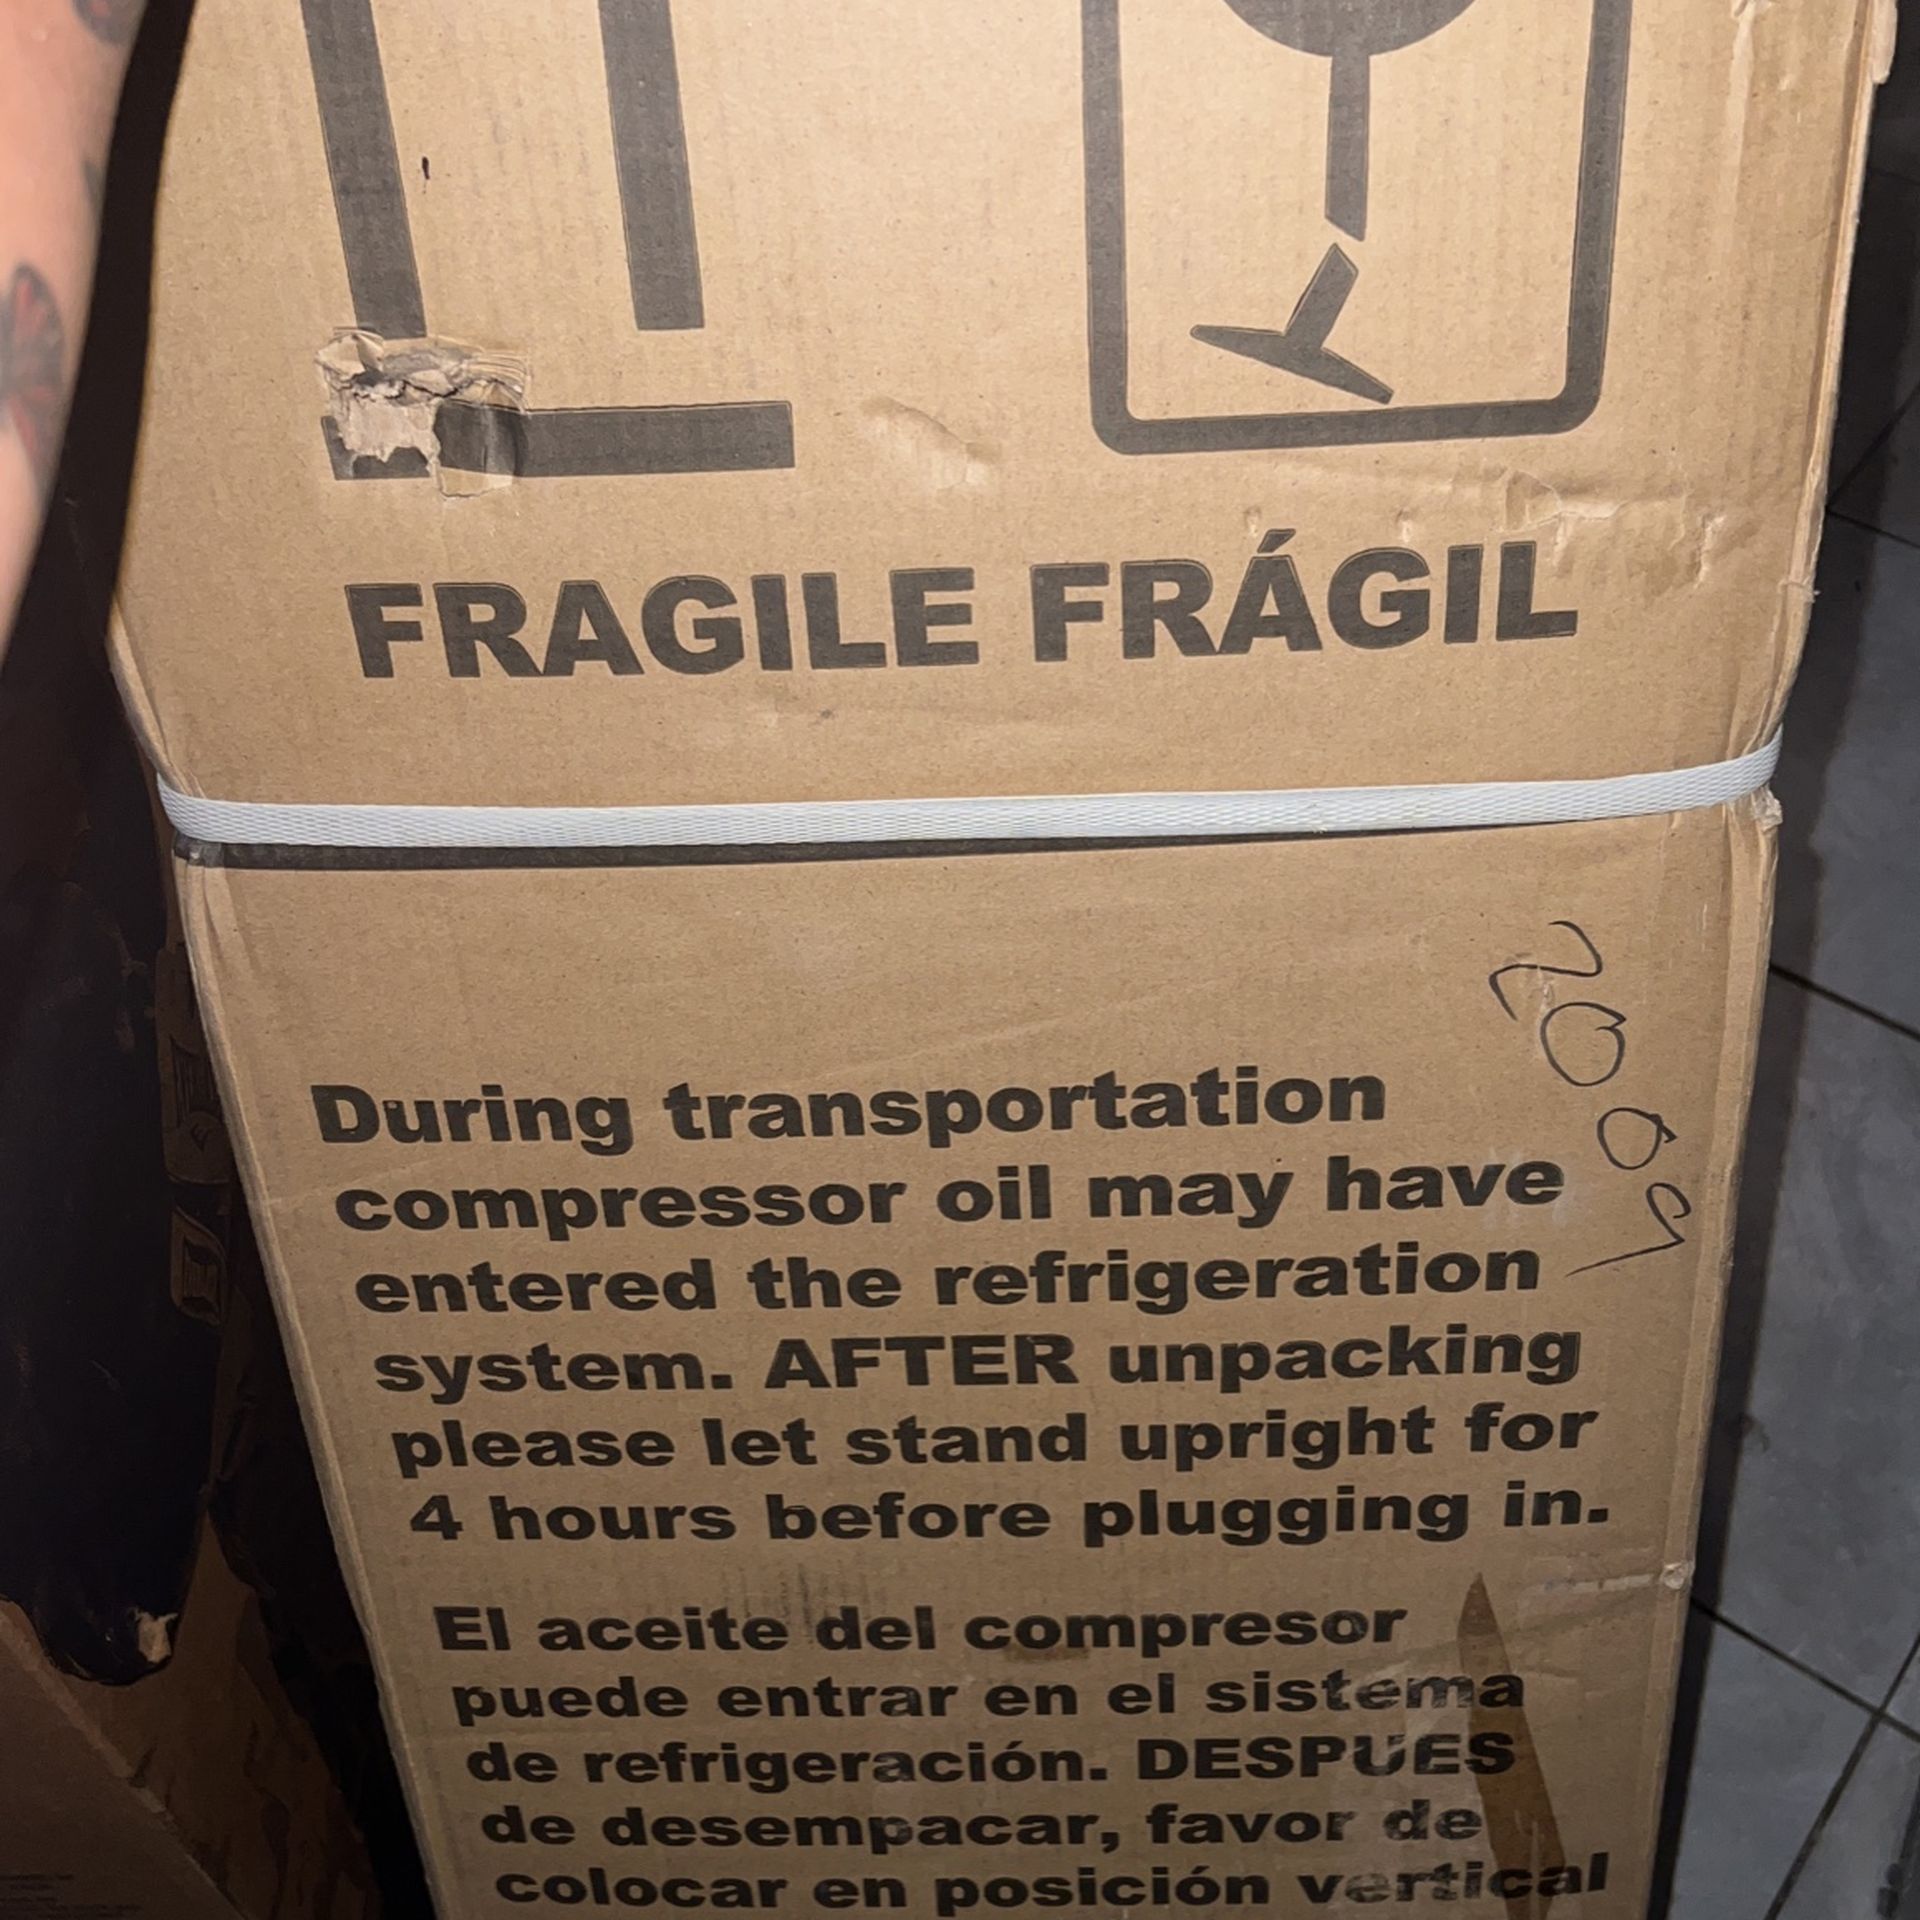 FRAGILE FRÁGIL
2009
During transportation
compressor oil may have
entered the refrigeration
system. AFTER unpacking
please let stand upright for
4 hours before plugging in.
El aceite del compresor
puede entrar en el sistema
de refrigeración. DESPUES
de desempacar, favor de
colocar en posición vertical